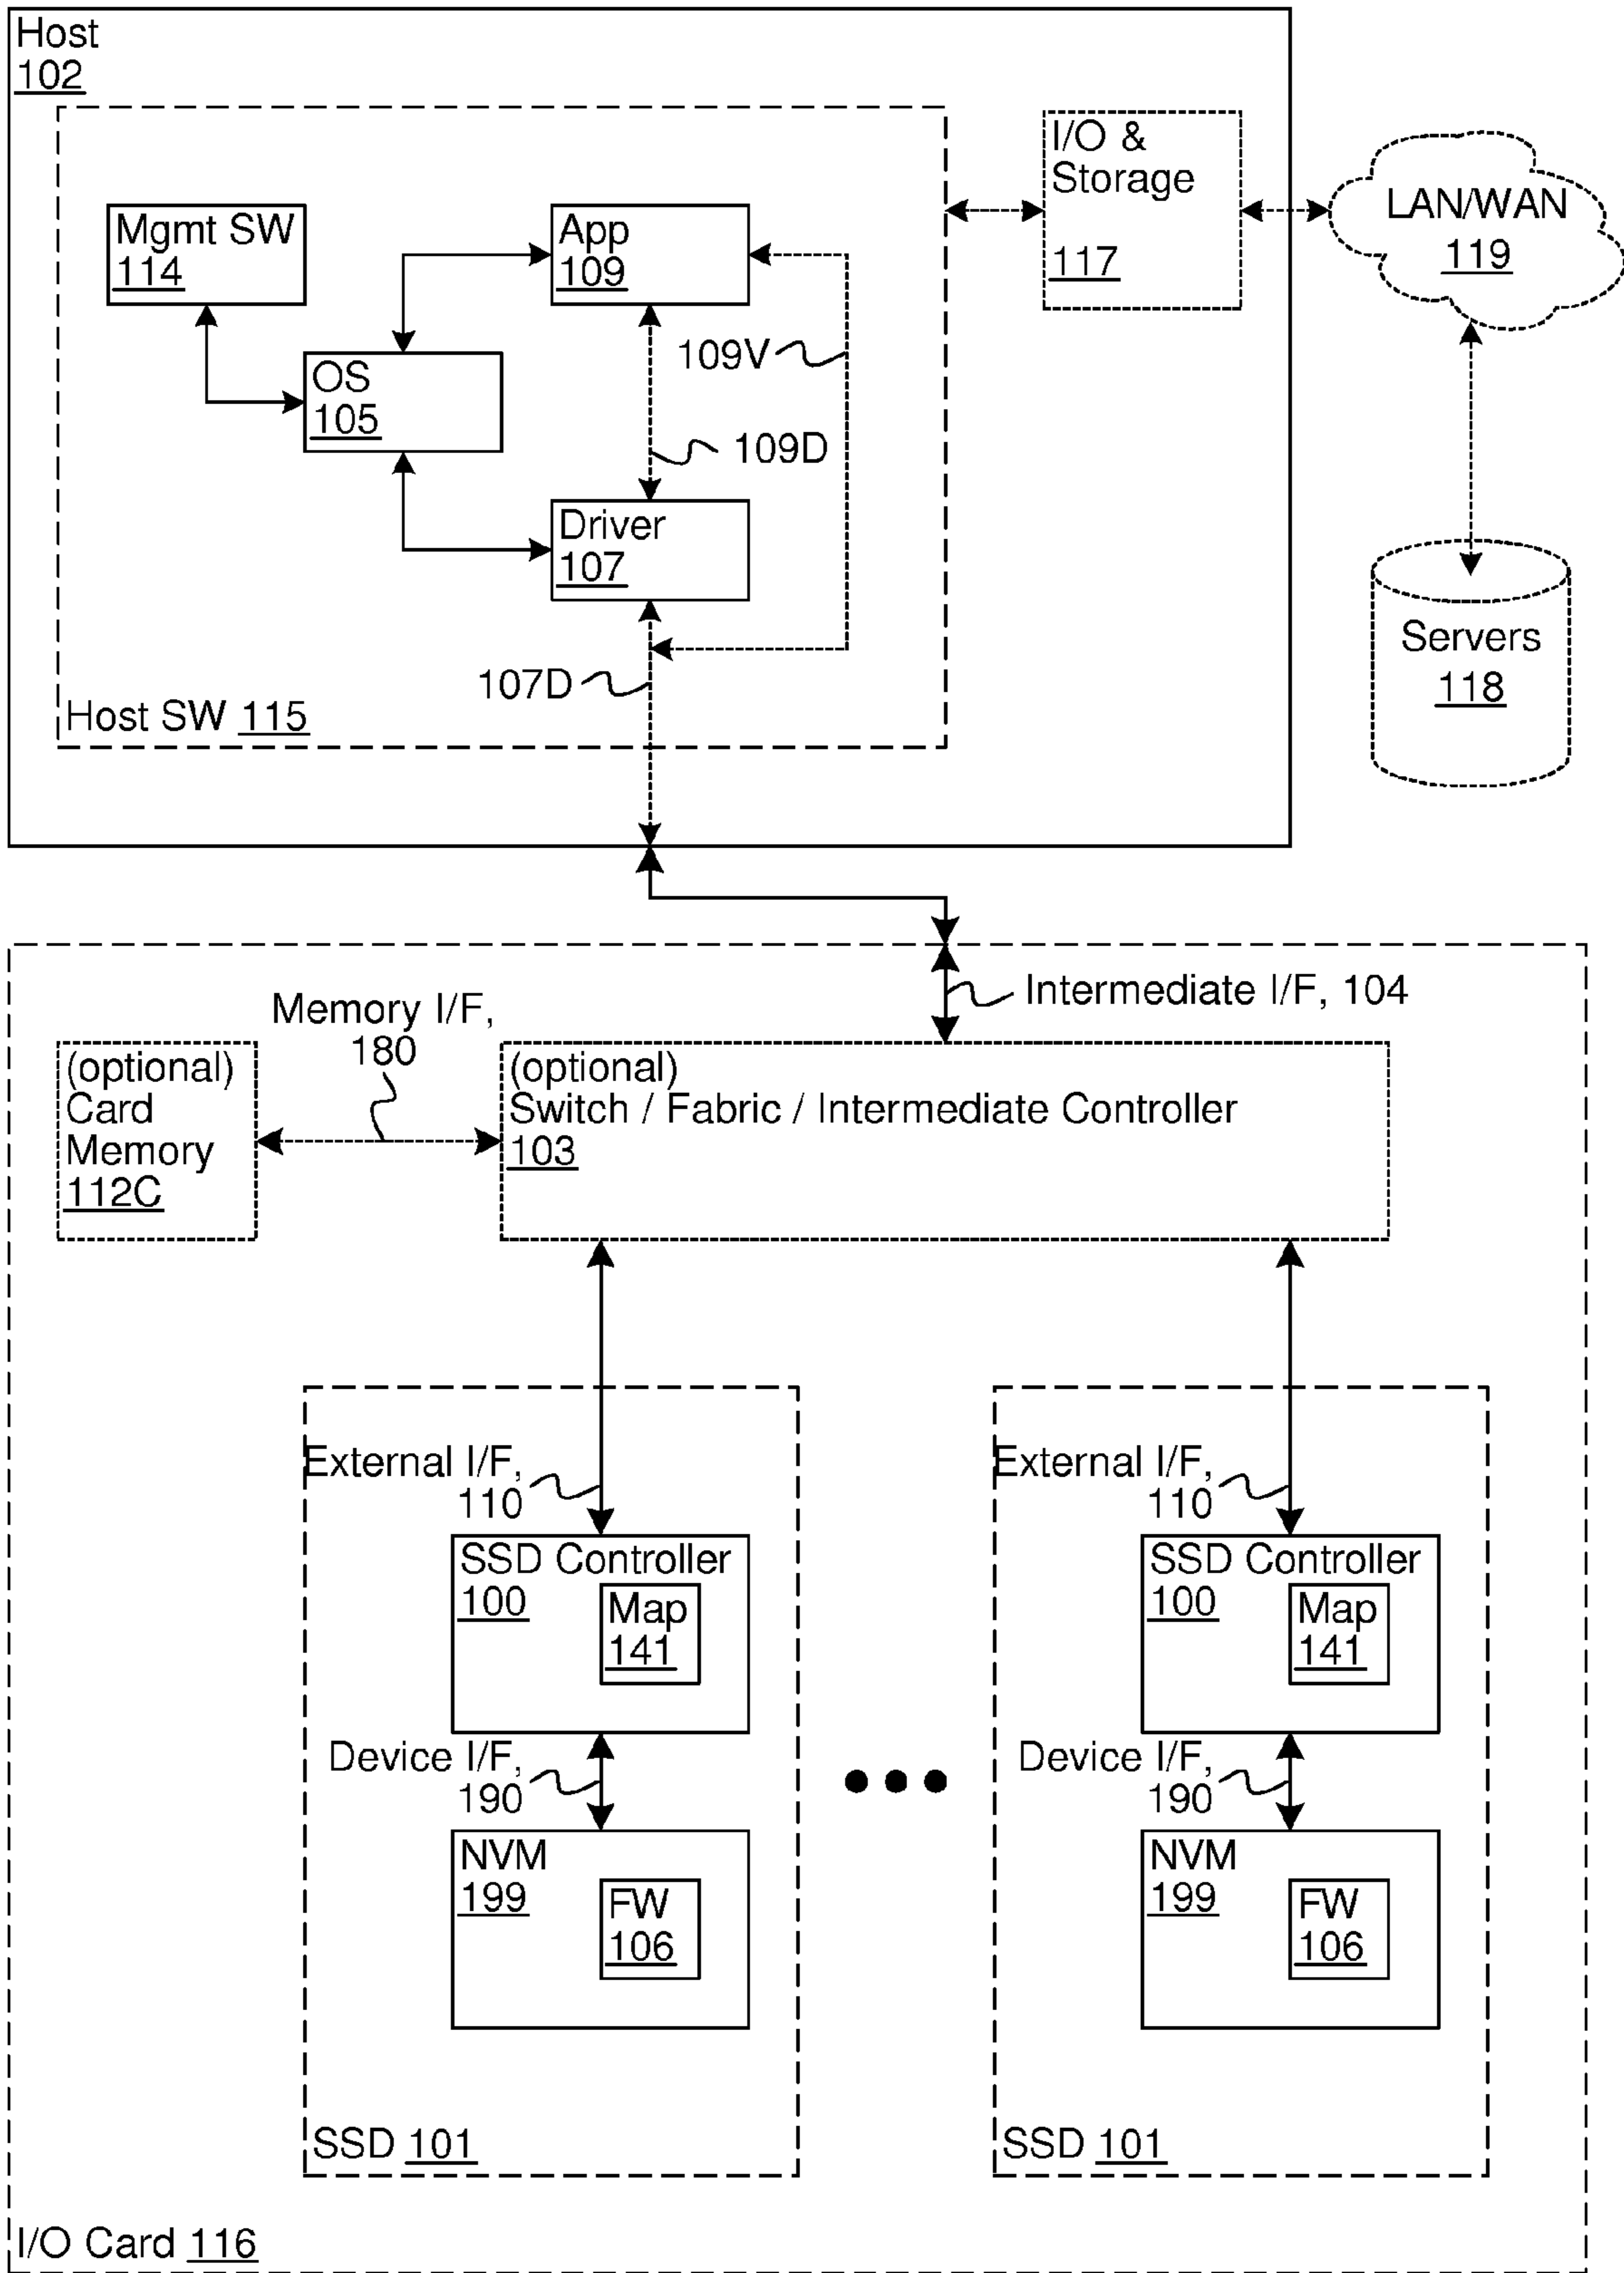 Host
102
I/O &
Storage
117
LAN/WAN
119
Mgmt SW
114
App
109
109V
OS
105
109D
Driver
107
Servers
118
107D
Host SW 115
Intermediate I/F, 104
Memory I/F,
180
(optional)
Card
Memory
112C
(optional)
Switch / Fabric / Intermediate Controller
103
External I/F,
110
SSD Controller
100
Map
141
Device I/F,
190
NVM
199
FW
106
SSD 101
External I/F,
110
SSD Controller
100
Map
141
Device I/F,
190
NVM
199
FW
106
SSD 101
I/O Card 116